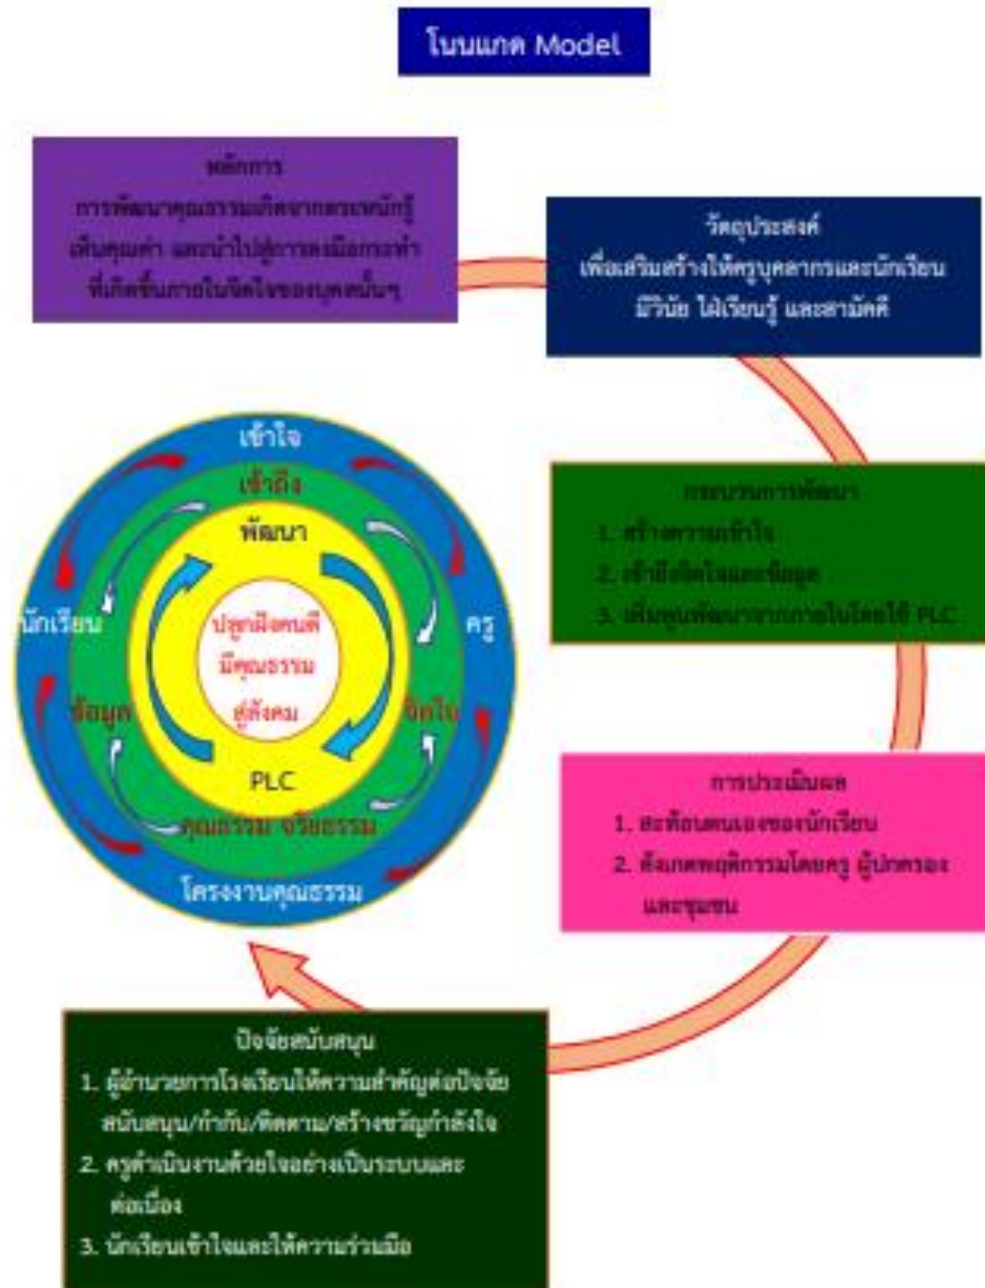 โนนแกด Model
หลักการ
การพัฒนาคุณธรรมเกิดจากตระหนักรู้
เห็นคุณค่า และนำไปสู่การลงมือกระทำ
ที่เกิดขึ้นภายในจิตใจของบุคคลนั้นๆ
วัตถุประสงค์
เพื่อเสริมสร้างให้ครูบุคลากรและนักเรียน
มีวินัย ใฝ่เรียนรู้ และสามัคคี
กระบวนการพัฒนา
1. สร้างความเข้าใจ
2. เข้าถึงจิตใจและข้อมูล
3. เพิ่มพูนพัฒนาจากภายในโดยใช้ PLC
การประเมินผล
1. สะท้อนตนเองของนักเรียน
2. สังเกตพฤติกรรมโดยครู ผู้ปกครอง
และชุมชน
ปัจจัยสนับสนุน
1. ผู้อำนวยการโรงเรียนให้ความสำคัญต่อปัจจัย
สนับสนุน/กำกับ/ติดตาม/สร้างขวัญกำลังใจ
2. ครูดำเนินงานด้วยใจอย่างเป็นระบบและ
ต่อเนื่อง
3. นักเรียนเข้าใจและให้ความร่วมมือ
เข้าใจ
เข้าถึง
พัฒนา
นักเรียน
ครู
ปลูกฝังคนดี
มีคุณธรรม
สู่สังคม
ข้อมูล
จิตใจ
PLC
คุณธรรม จริยธรรม
โครงงานคุณธรรม